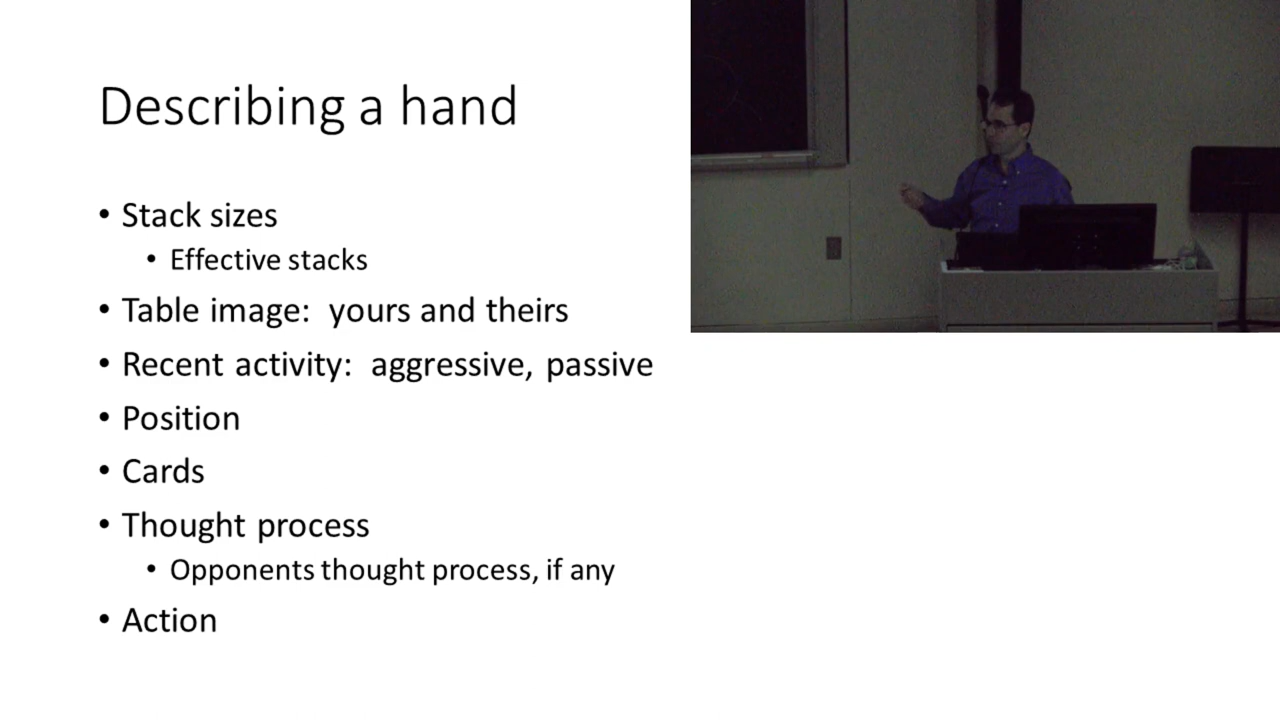 Describing a hand
• Stack sizes
• Effective stacks
• Table image:  yours and theirs
• Recent activity:  aggressive, passive
• Position
• Cards
• Thought process
• Opponents thought process, if any
• Action